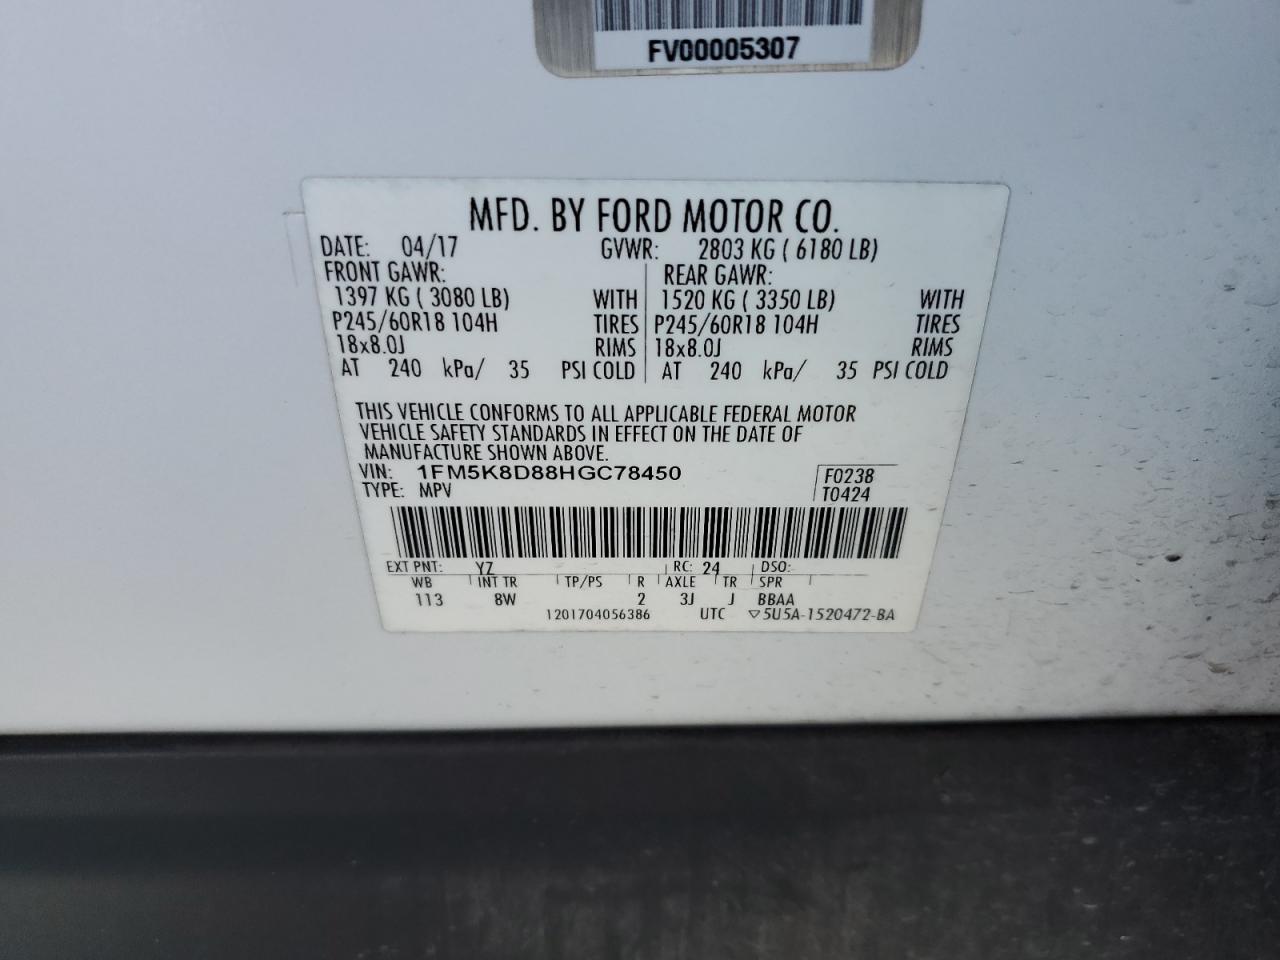 FV00005307
MFD. BY FORD MOTOR CO.
DATE: 04/17 GVWR: 2803 KG ( 6180 LB)
FRONT GAWR: REAR GAWR:
1397 KG ( 3080 LB) WITH 1520 KG ( 3350 LB) WITH
P245/60R18 104H TIRES P245/60R18 104H TIRES
18x8.0J RIMS 18x8.0J RIMS
AT 240 kPa/ 35 PSI COLD AT 240 kPa/ 35 PSI COLD
THIS VEHICLE CONFORMS TO ALL APPLICABLE FEDERAL MOTOR
VEHICLE SAFETY STANDARDS IN EFFECT ON THE DATE OF
MANUFACTURE SHOWN ABOVE.
VIN: 1FM5K8D88HGC78450 F0238
TYPE: MPV T0424
EXT PNT: YZ RC: 24 DSO:
WB INT TR TP/PS R AXLE TR SPR
113 8W 2 3J J BBAA
1201704056386 UTC ▽5U5A-1520472-BA